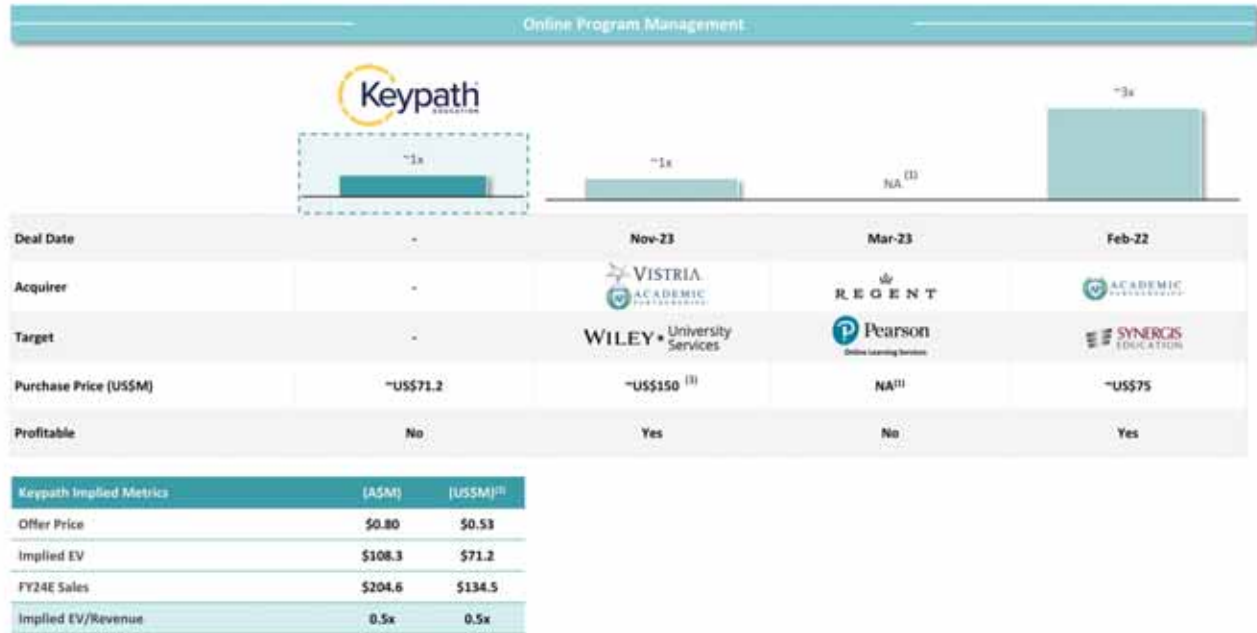 Online Program Management
Keypath
EDUCATION
~1x
~1x
NA (1)
~3x
Deal Date - Nov-23 Mar-23 Feb-22
Acquirer - VISTRIA ACADEMIC PARTNERSHIPS REGENT ACADEMIC PARTNERSHIPS
Target - WILEY University Services Pearson Online Learning Services SYNERGIS EDUCATION
Purchase Price (US$M) ~US$71.2 ~US$150 (3) NA(1) ~US$75
Profitable No Yes No Yes
Keypath Implied Metrics (A$M) (US$M)
Offer Price $0.80 $0.53
Implied EV $108.3 $71.2
FY24E Sales $204.6 $134.5
Implied EV/Revenue 0.5x 0.5x